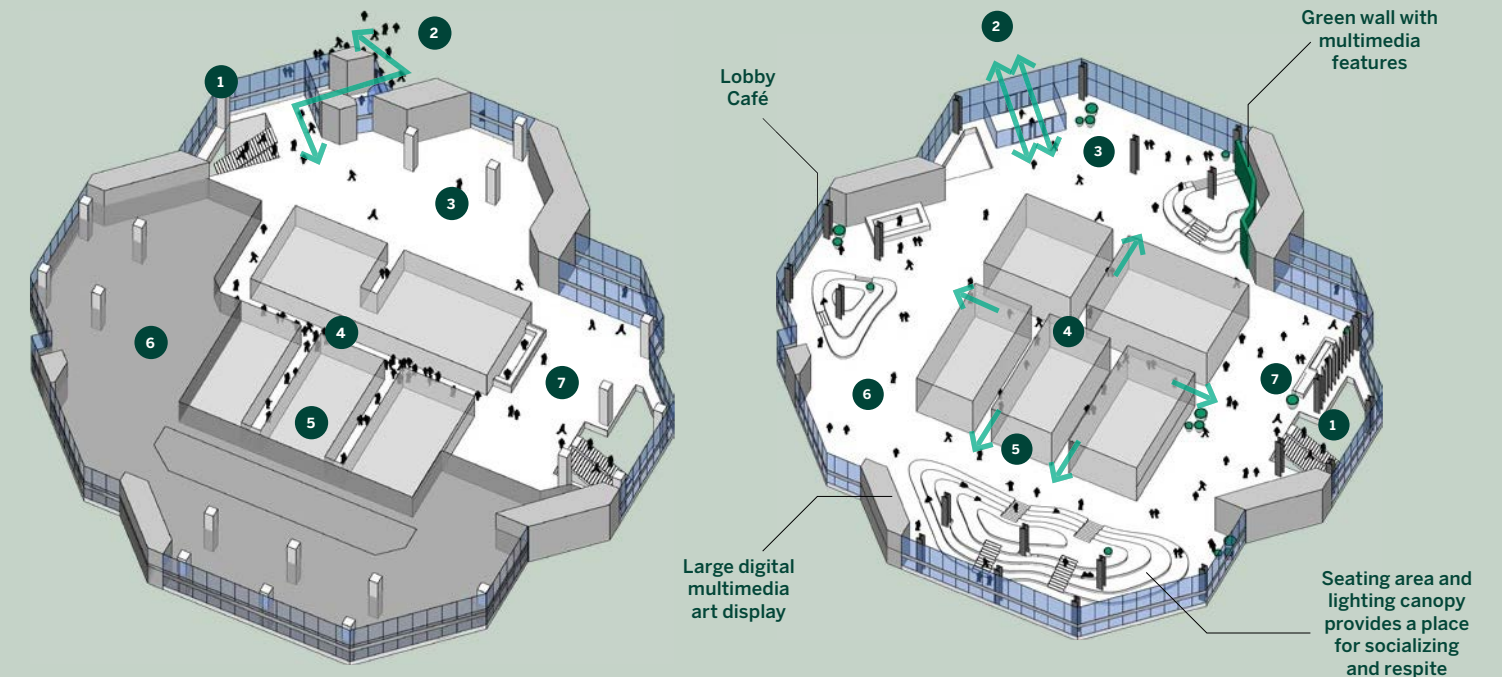 1
2
3
4
5
6
7
Lobby
Café
2
Green wall with
multimedia
features
3
4
7
6
1
5
Large digital
multimedia
art display
Seating area and
lighting canopy
provides a place
for socializing
and respite